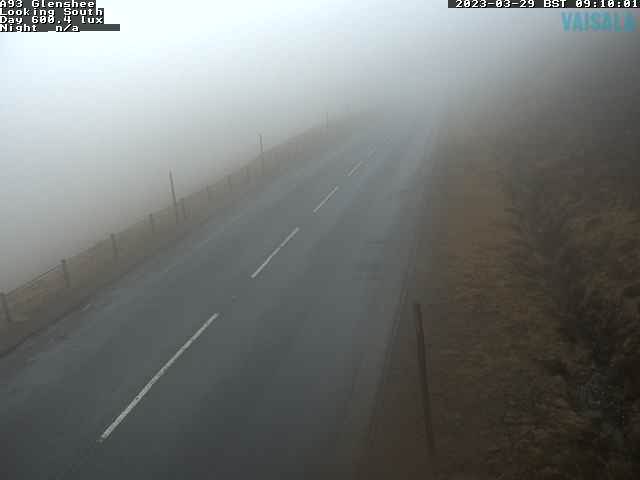 A93 Glenshee
Looking South
Day 600.4 lux
Night  n/a
2023-03-29 BST 09:10:01
VAISALA